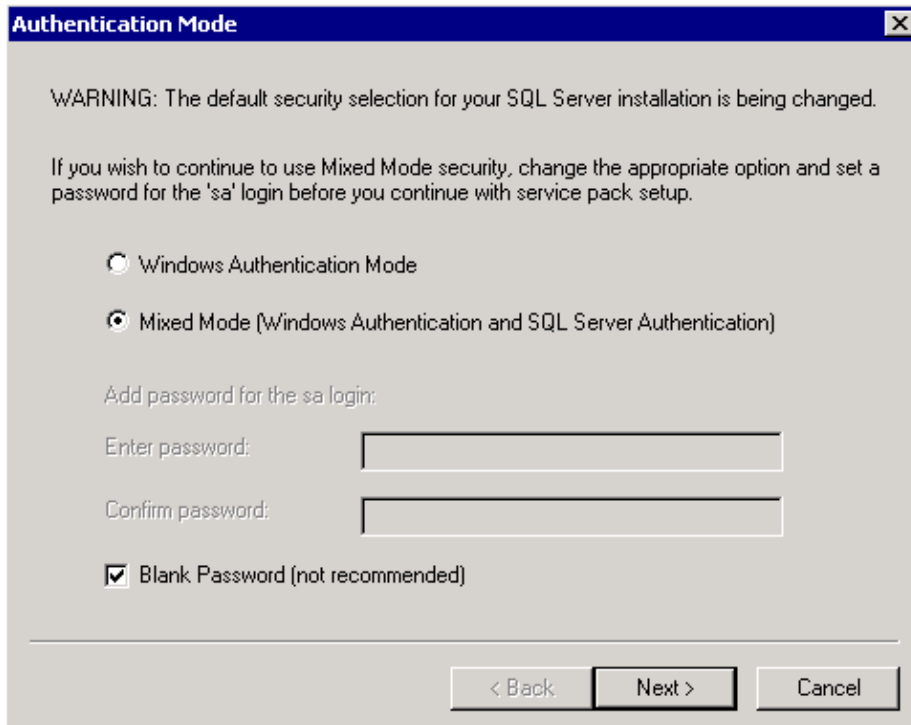 Authentication Mode
WARNING: The default security selection for your SQL Server installation is being changed.
If you wish to continue to use Mixed Mode security, change the appropriate option and set a
password for the 'sa' login before you continue with service pack setup.
Windows Authentication Mode
Mixed Mode (Windows Authentication and SQL Server Authentication)
Add password for the sa login:
Enter password:
Confirm password:
Blank Password (not recommended)
< Back Next > Cancel